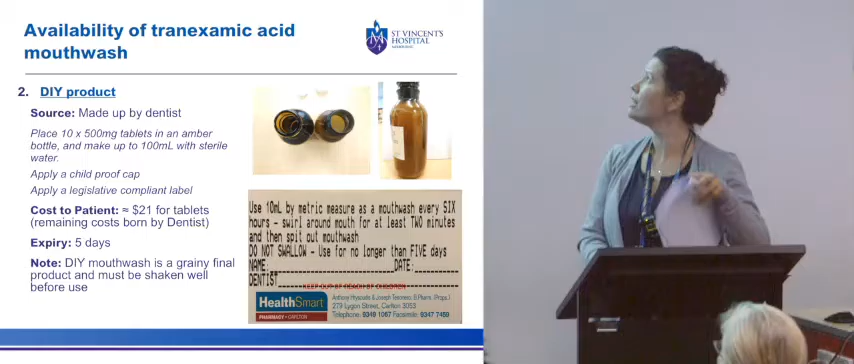 Availability of tranexamic acid
mouthwash
ST VINCENT'S
HOSPITAL
MELBOURNE
2. DIY product
Source: Made up by dentist
Place 10 x 500mg tablets in an amber
bottle, and make up to 100mL with sterile
water.
Apply a child proof cap
Apply a legislative compliant label
Cost to Patient: ≈ $21 for tablets
(remaining costs born by Dentist)
Expiry: 5 days
Note: DIY mouthwash is a grainy final
product and must be shaken well
before use
Use 10mL by metric measure as a mouthwash every SIX
hours - swirl around mouth for at least TWO minutes
and then spit out mouthwash
DO NOT SWALLOW - Use for no longer than FIVE days
NAME: DATE:
DENTIST
KEEP OUT OF REACH OF CHILDREN
HealthSmart
PHARMACY • CARLTON
279 Lygon Street, Carlton 3053
Telephone: 9349 1067 Facsimile: 9347 7459